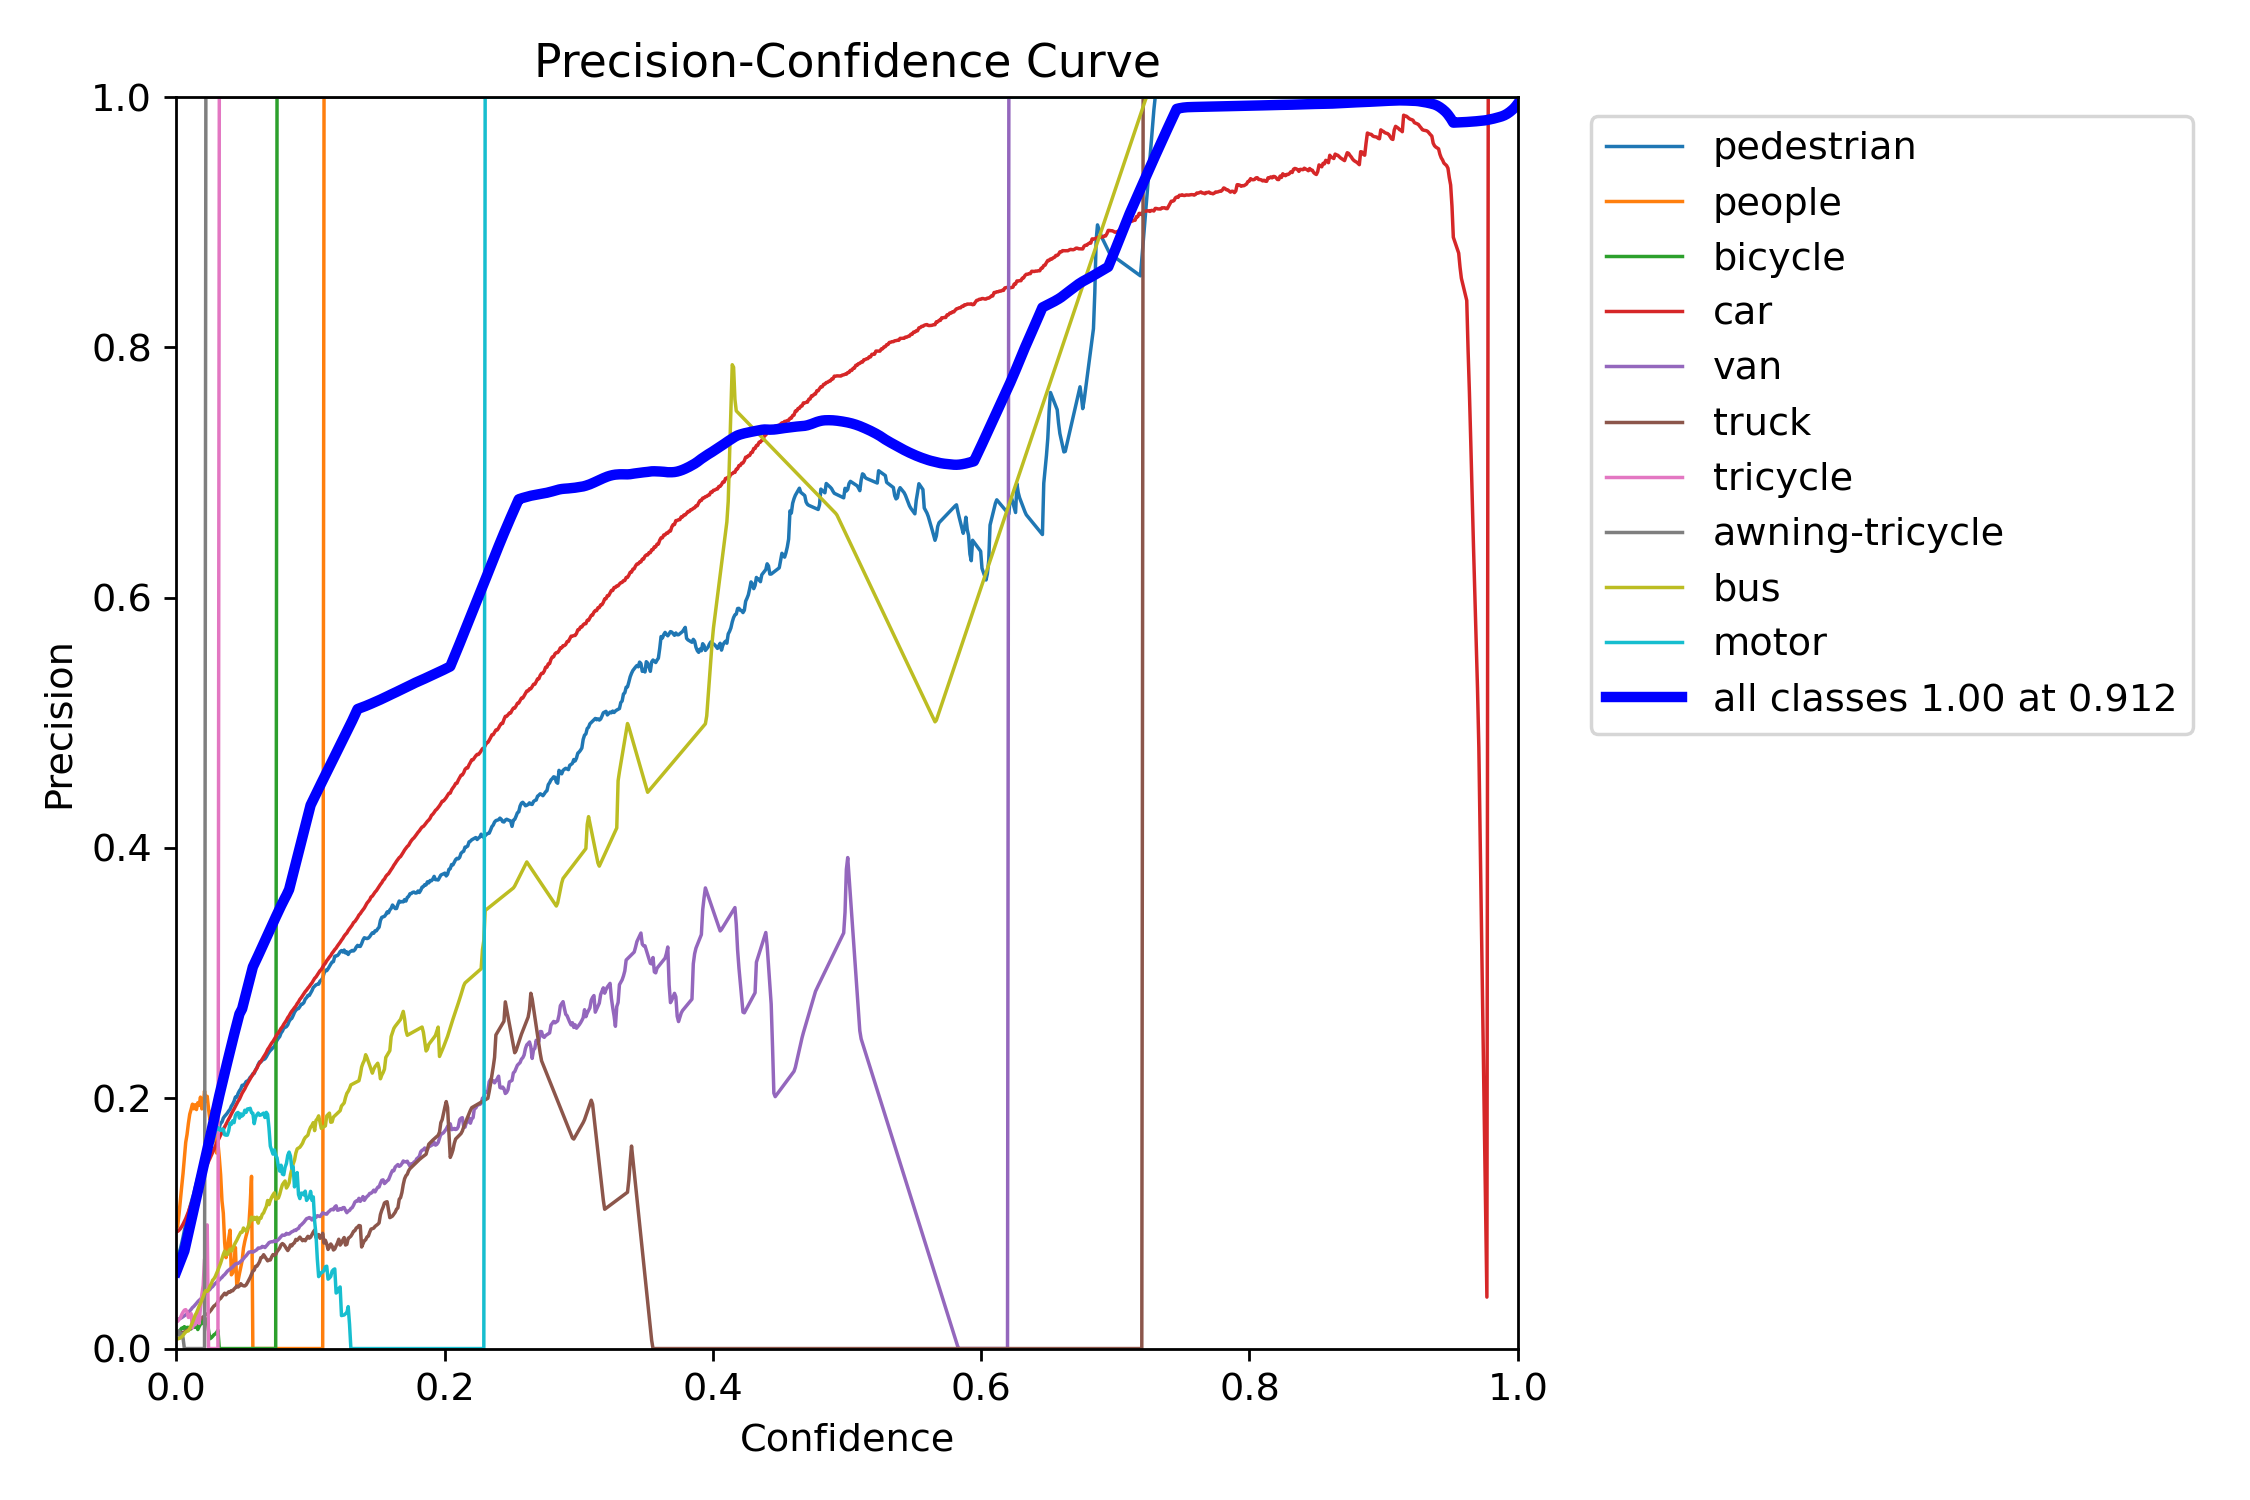 Precision-Confidence Curve
1.0
0.8
0.6
0.4
0.2
0.0
Precision
0.0 0.2 0.4 0.6 0.8 1.0
Confidence
pedestrian
people
bicycle
car
van
truck
tricycle
awning-tricycle
bus
motor
all classes 1.00 at 0.912